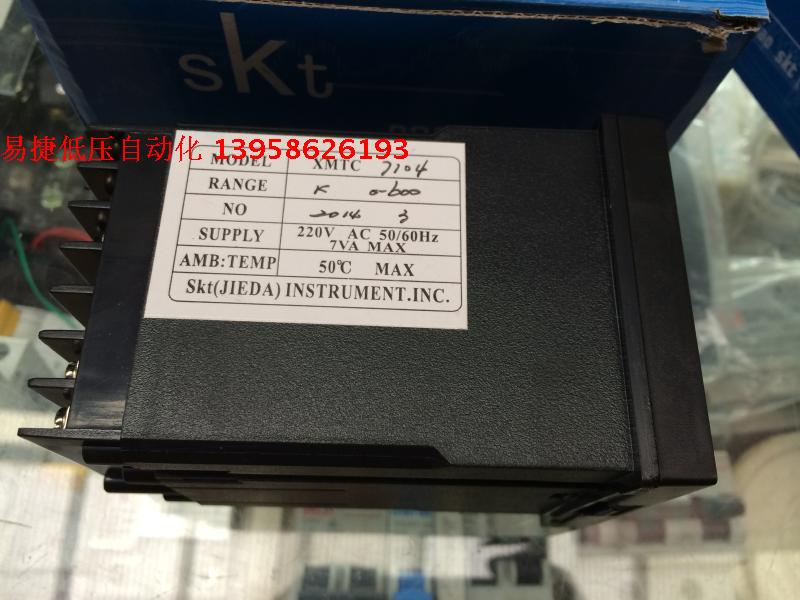 skt
skt
易捷低压自动化 13958626193
MODEL XMTC 7104
RANGE K 0-600
NO 2014 3
SUPPLY 220V AC 50/60Hz
7VA MAX
AMB:TEMP 50℃ MAX
Skt(JIEDA) INSTRUMENT.INC.